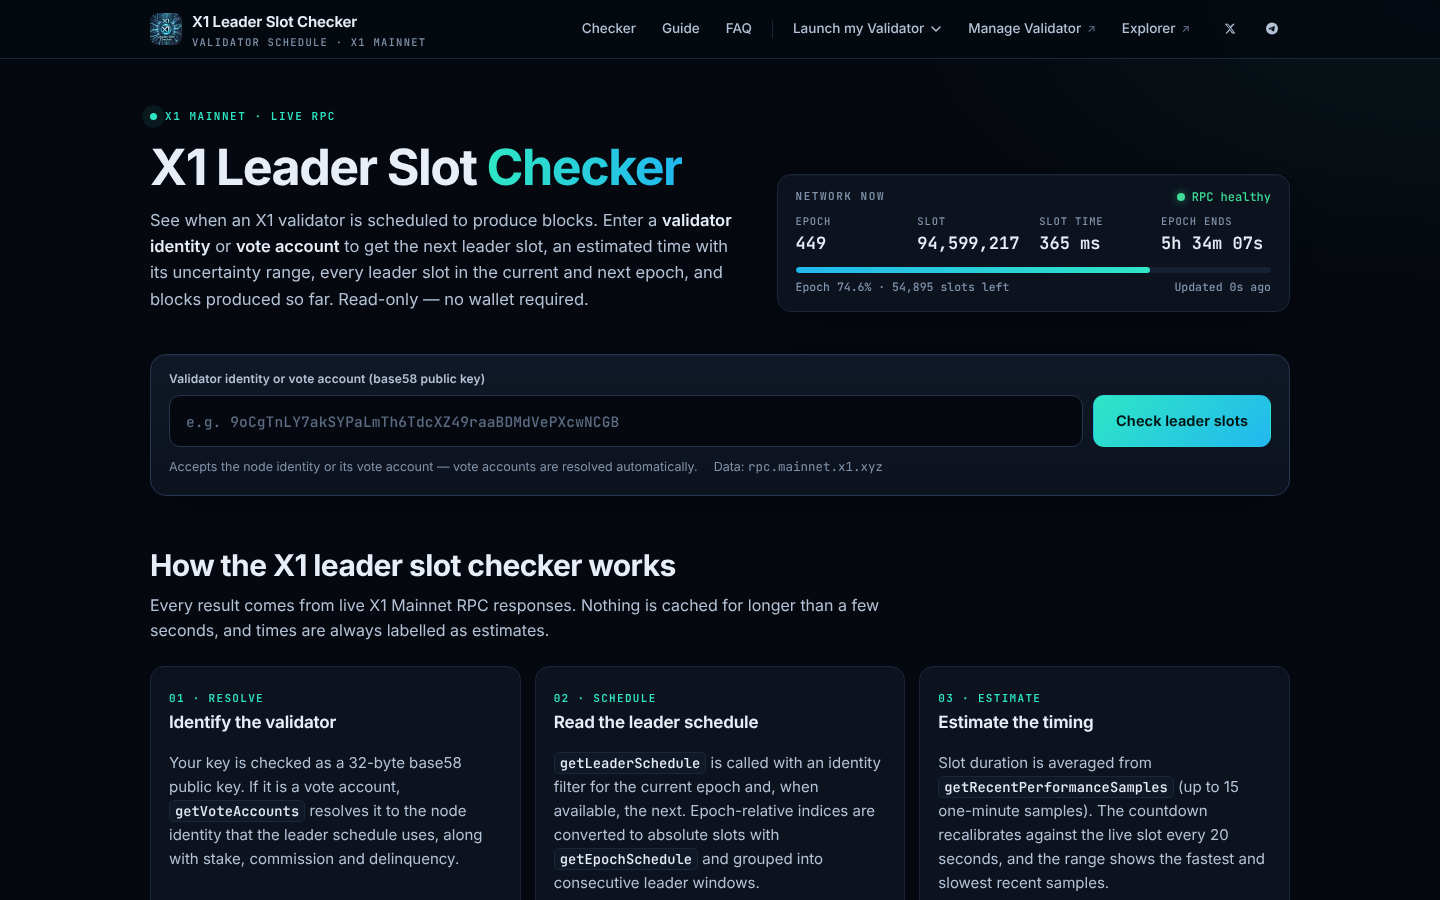 X1 Leader Slot Checker
VALIDATOR SCHEDULE · X1 MAINNET
Checker
Guide
FAQ
Launch my Validator
Manage Validator ↗
Explorer ↗
X1 MAINNET · LIVE RPC
X1 Leader Slot Checker
See when an X1 validator is scheduled to produce blocks. Enter a validator
identity or vote account to get the next leader slot, an estimated time with
its uncertainty range, every leader slot in the current and next epoch, and
blocks produced so far. Read-only — no wallet required.
NETWORK NOW
RPC healthy
EPOCH
SLOT
SLOT TIME
EPOCH ENDS
449
94,599,217
365 ms
5h 34m 07s
Epoch 74.6% · 54,895 slots left
Updated 0s ago
Validator identity or vote account (base58 public key)
e.g. 9oCgTnLY7akSYPaLmTh6TdcXZ49raaBDMdVePXcwNCGB
Check leader slots
Accepts the node identity or its vote account — vote accounts are resolved automatically. Data: rpc.mainnet.x1.xyz
How the X1 leader slot checker works
Every result comes from live X1 Mainnet RPC responses. Nothing is cached for longer than a few
seconds, and times are always labelled as estimates.
01 · RESOLVE
Identify the validator
Your key is checked as a 32-byte base58
public key. If it is a vote account,
getVoteAccounts resolves it to the node
identity that the leader schedule uses, along
with stake, commission and delinquency.
02 · SCHEDULE
Read the leader schedule
getLeaderSchedule is called with an identity
filter for the current epoch and, when
available, the next. Epoch-relative indices are
converted to absolute slots with
getEpochSchedule and grouped into
consecutive leader windows.
03 · ESTIMATE
Estimate the timing
Slot duration is averaged from
getRecentPerformanceSamples (up to 15
one-minute samples). The countdown
recalibrates against the live slot every 20
seconds, and the range shows the fastest and
slowest recent samples.